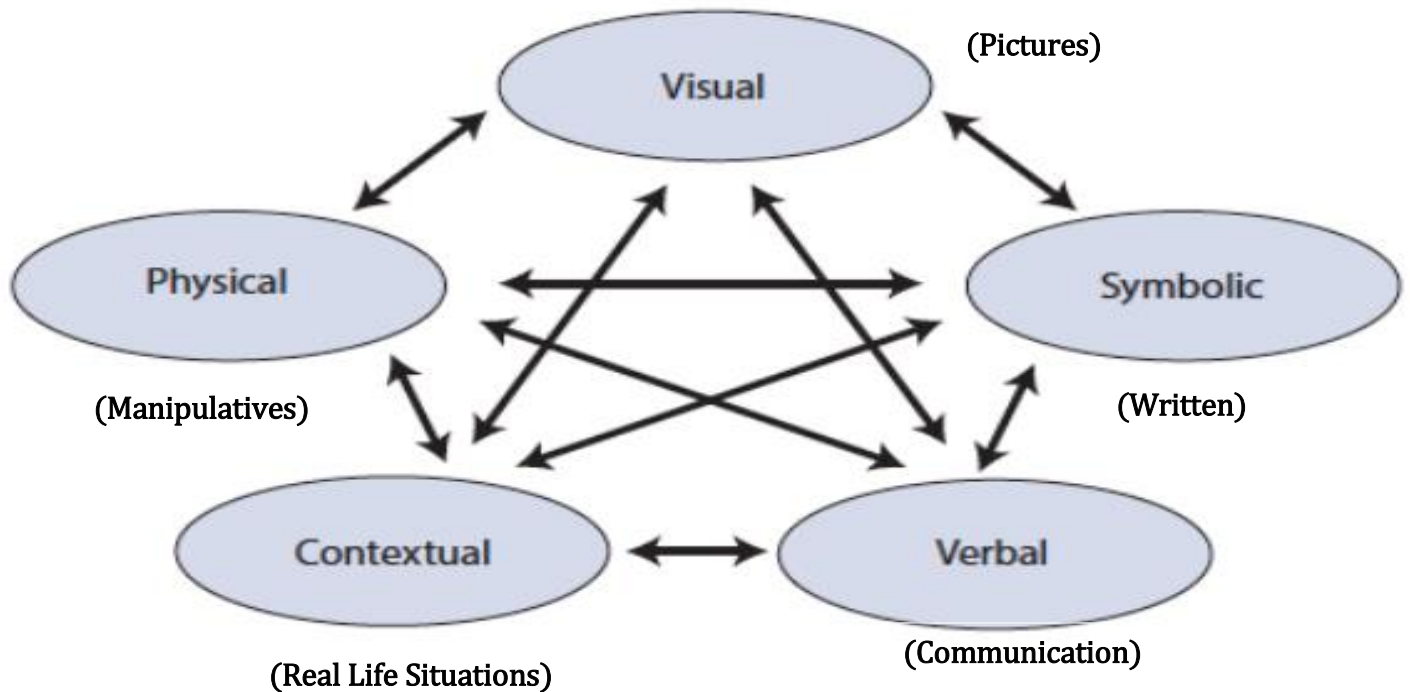 Visual
(Pictures)
Physical
Symbolic
(Manipulatives)
(Written)
Contextual
Verbal
(Real Life Situations)
(Communication)